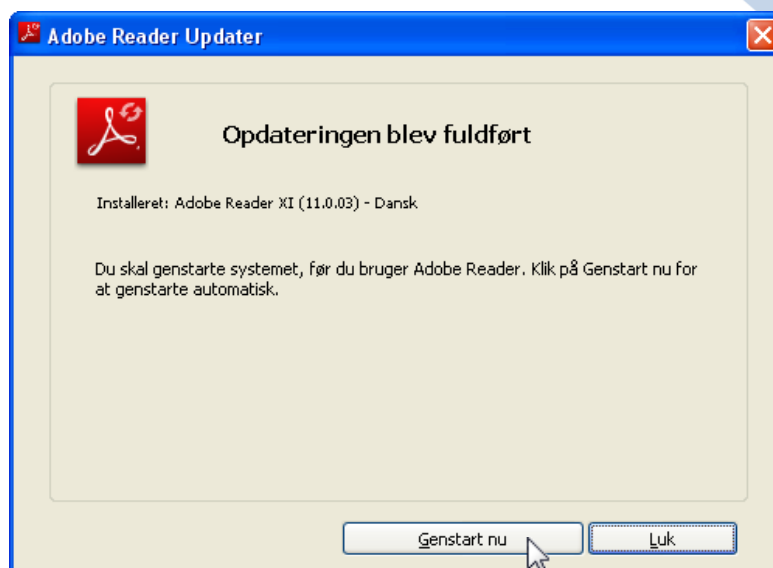 Adobe Reader Updater
Opdateringen blev fuldført
Installeret: Adobe Reader XI (11.0.03) - Dansk
Du skal genstarte systemet, før du bruger Adobe Reader. Klik på Genstart nu for
at genstarte automatisk.
Genstart nu
Luk